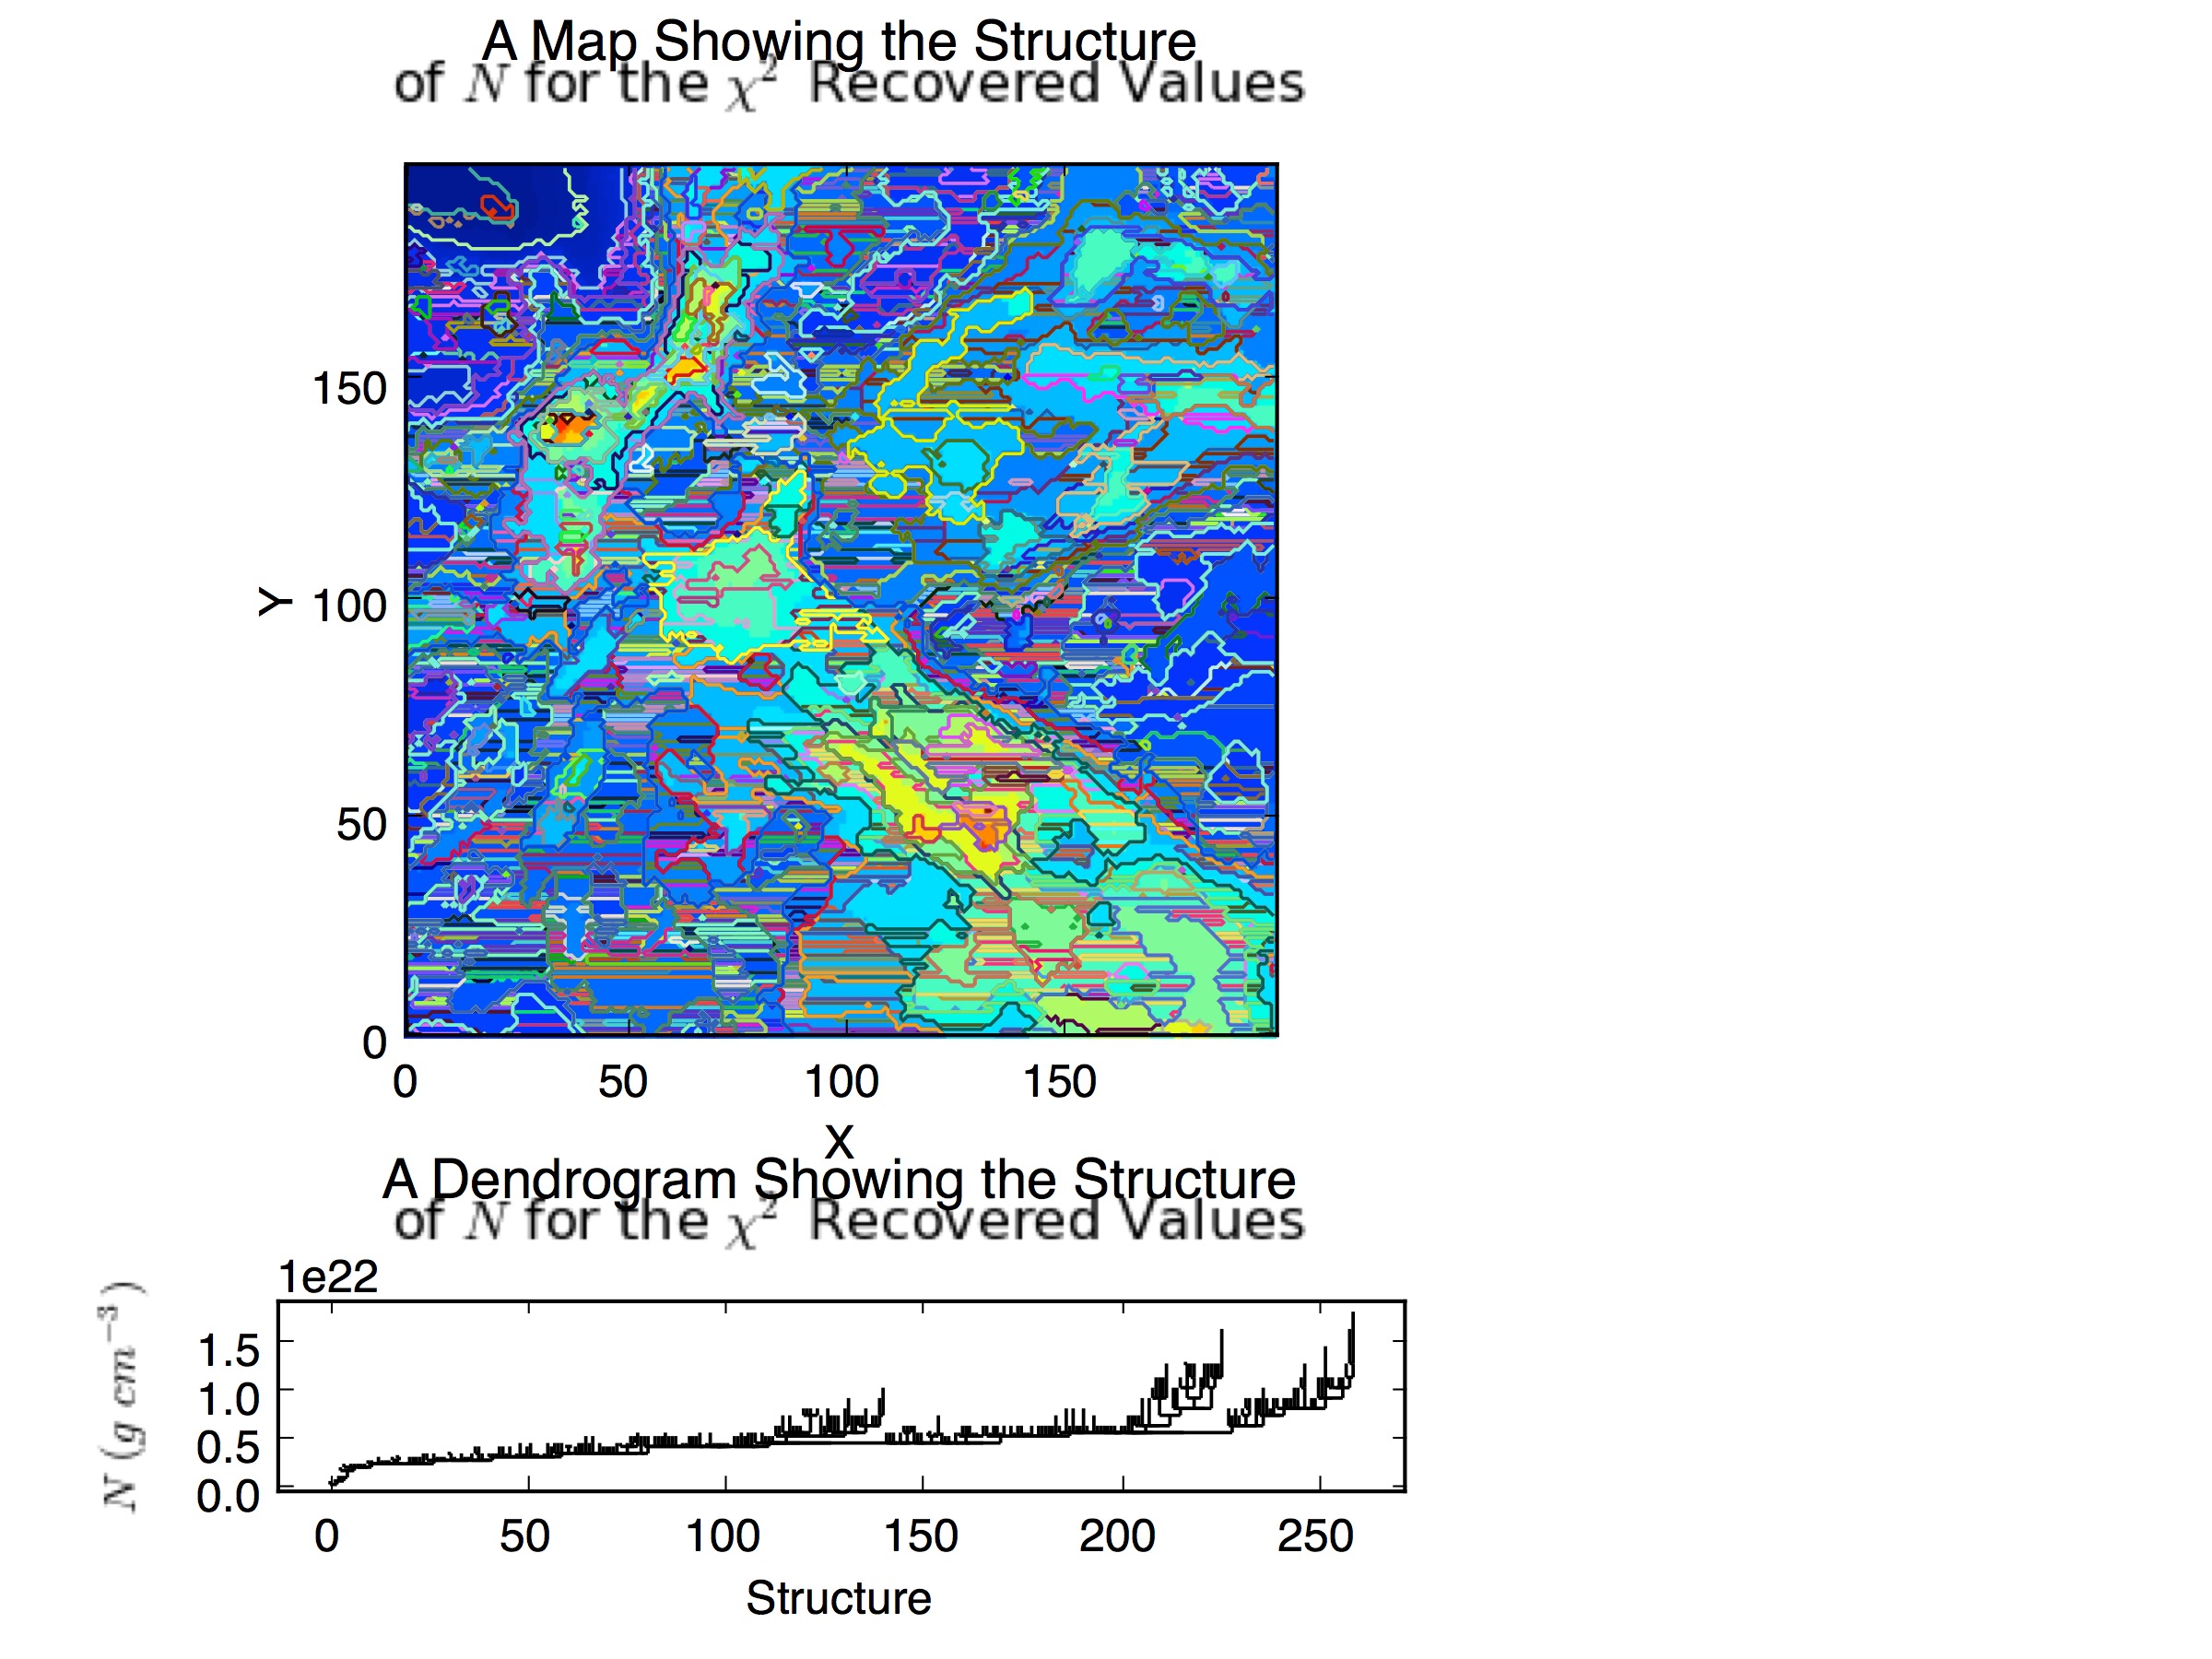 A Map Showing the Structure
of N for the χ² Recovered Values
150
Y 100
50
0
0 50 100 150
X
A Dendrogram Showing the Structure
of N for the χ² Recovered Values
1e22
N (g cm⁻³)
1.5
1.0
0.5
0.0
0 50 100 150 200 250
Structure